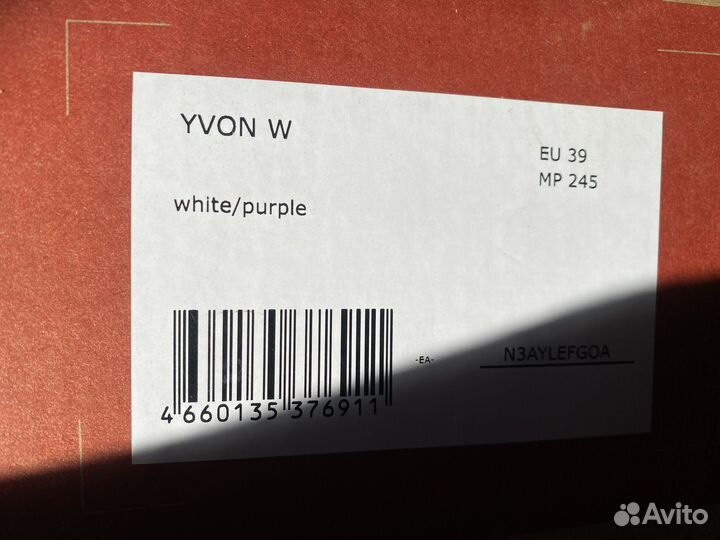 YVON W
EU 39
MP 245
white/purple
-EA-
N3AYLEFGOA
4 660135 376911
Avito